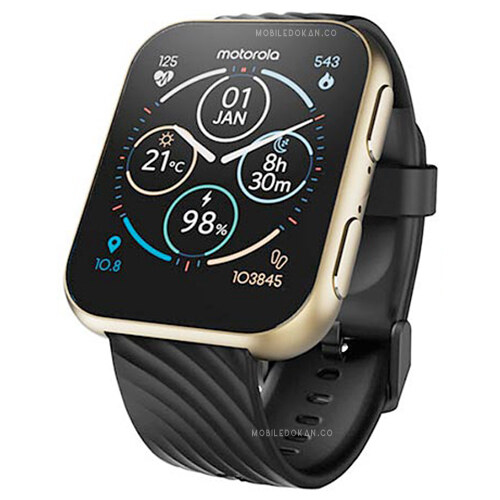 MOBILEDOKAN.CO
125
motorola
543
01
JAN
21°C
8h
30m
98%
10.8
103845
MOBILEDOKAN.CO